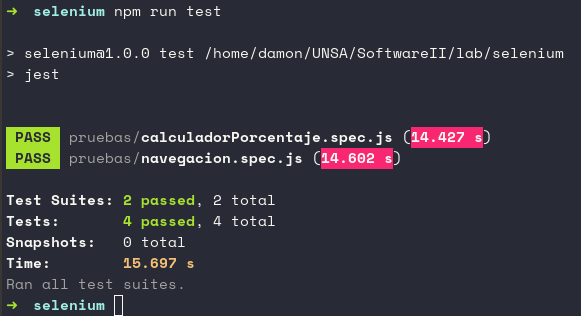 ➜ selenium npm run test
> selenium@1.0.0 test /home/damon/UNSA/SoftwareII/lab/selenium
> jest
PASS pruebas/calculadorPorcentaje.spec.js (14.427 s)
PASS pruebas/navegacion.spec.js (14.602 s)
Test Suites: 2 passed, 2 total
Tests: 4 passed, 4 total
Snapshots: 0 total
Time: 15.697 s
Ran all test suites.
➜ selenium